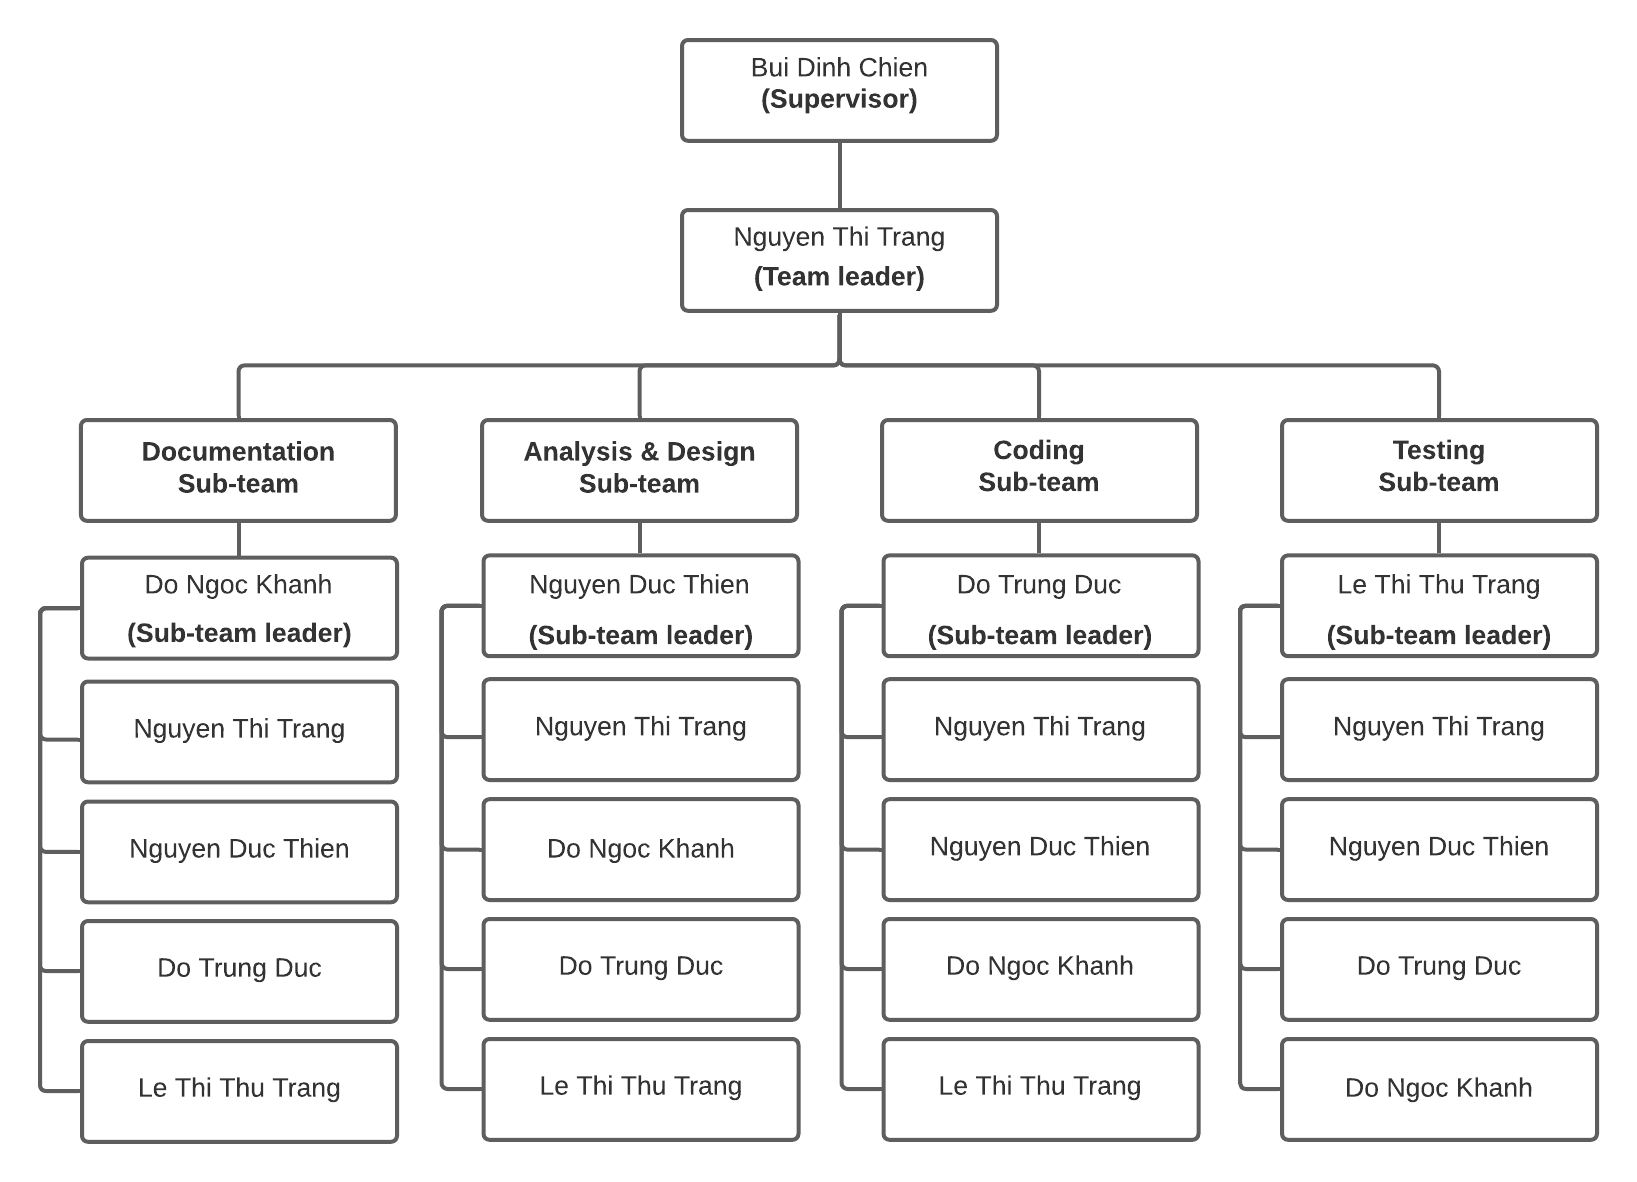 Bui Dinh Chien
(Supervisor)
Nguyen Thi Trang
(Team leader)
Documentation
Sub-team
Do Ngoc Khanh
(Sub-team leader)
Nguyen Thi Trang
Nguyen Duc Thien
Do Trung Duc
Le Thi Thu Trang
Analysis & Design
Sub-team
Nguyen Duc Thien
(Sub-team leader)
Nguyen Thi Trang
Do Ngoc Khanh
Do Trung Duc
Le Thi Thu Trang
Coding
Sub-team
Do Trung Duc
(Sub-team leader)
Nguyen Thi Trang
Nguyen Duc Thien
Do Ngoc Khanh
Le Thi Thu Trang
Testing
Sub-team
Le Thi Thu Trang
(Sub-team leader)
Nguyen Thi Trang
Nguyen Duc Thien
Do Trung Duc
Do Ngoc Khanh